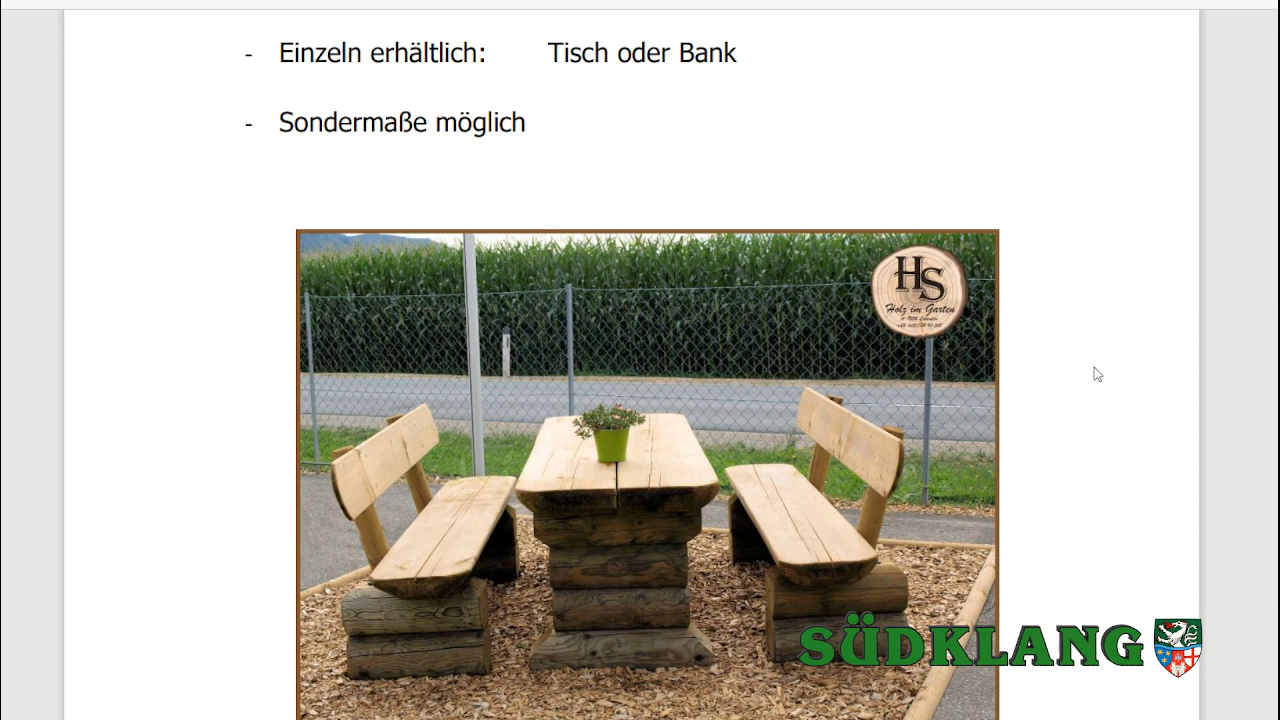 - Einzeln erhältlich: Tisch oder Bank
- Sondermaße möglich
HS
Holz im Garten
SÜDKLANG